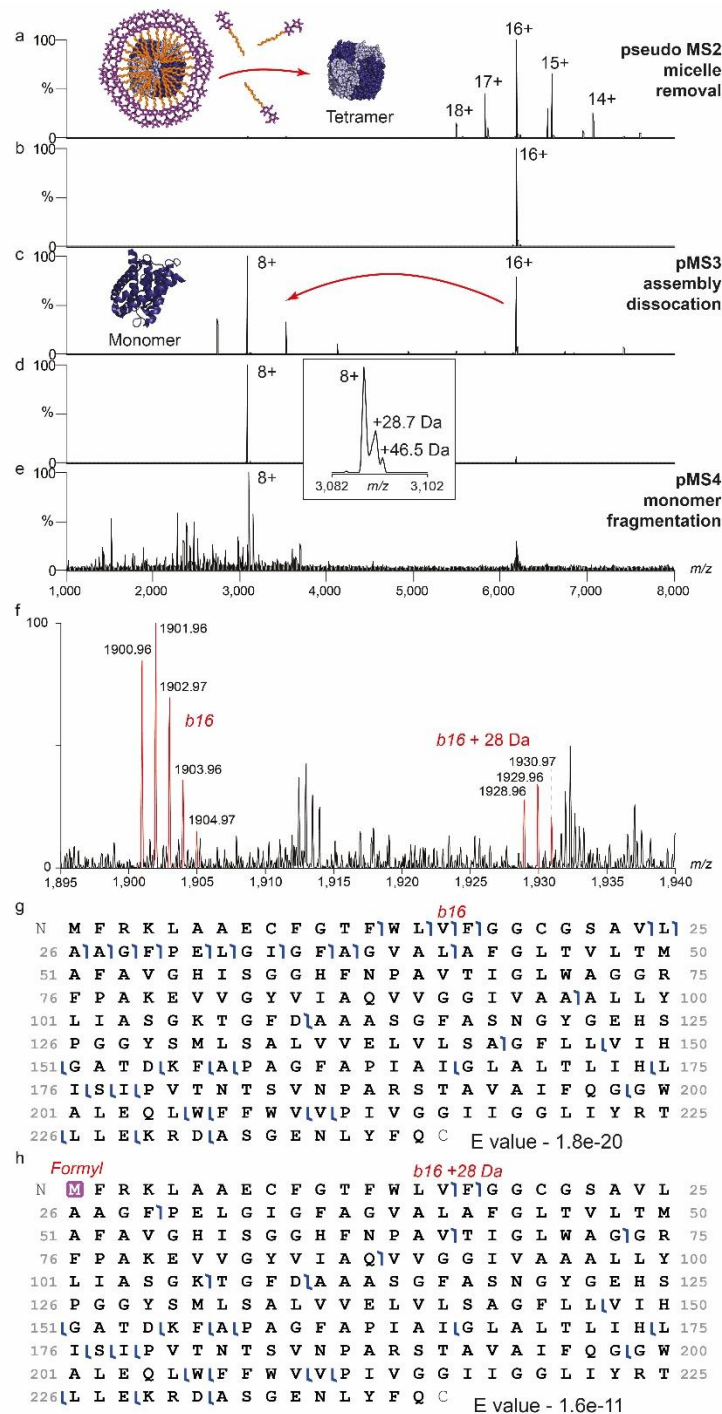 a
100
%
0
Tetramer
18+
17+
16+
15+
14+
pseudo MS2
micelle
removal
b
100
%
0
16+
c
100
%
0
Monomer
8+
16+
pMS3
assembly
dissocation
d
100
%
0
8+
8+
+28.7 Da
+46.5 Da
3,082 m/z 3,102
e
100
%
0
8+
pMS4
monomer
fragmentation
1,000 2,000 3,000 4,000 5,000 6,000 7,000 m/z 8,000
f
100
0
1900.96
1901.96
1902.97
b16
1903.96
1904.97
b16 + 28 Da
1930.97
1929.96
1928.96
1,895 1,900 1,905 1,910 1,915 1,920 1,925 1,930 m/z 1,940
g
b16
N M F R K L A A E C F G T F W L V F G G C G S A V L 25
26 A A G F P E L G I G F A G V A L A F G L T V L T M 50
51 A F A V G H I S G G H F N P A V T I G L W A G G R 75
76 F P A K E V V G Y V I A Q V V G G I V A A A L L Y 100
101 L I A S G K T G F D A A A S G F A S N G Y G E H S 125
126 P G G Y S M L S A L V V E L V L S A G F L L V I H 150
151 G A T D K F A P A G F A P I A I G L A L T L I H L 175
176 I S I P V T N T S V N P A R S T A V A I F Q G G W 200
201 A L E Q L W F F W V V P I V G G I I G G L I Y R T 225
226 L L E K R D A S G E N L Y F Q C
E value - 1.8e-20
h
Formyl
b16 +28 Da
N M F R K L A A E C F G T F W L V F G G C G S A V L 25
26 A A G F P E L G I G F A G V A L A F G L T V L T M 50
51 A F A V G H I S G G H F N P A V T I G L W A G G R 75
76 F P A K E V V G Y V I A Q V V G G I V A A A L L Y 100
101 L I A S G K T G F D A A A S G F A S N G Y G E H S 125
126 P G G Y S M L S A L V V E L V L S A G F L L V I H 150
151 G A T D K F A P A G F A P I A I G L A L T L I H L 175
176 I S I P V T N T S V N P A R S T A V A I F Q G G W 200
201 A L E Q L W F F W V V P I V G G I I G G L I Y R T 225
226 L L E K R D A S G E N L Y F Q C
E value - 1.6e-11